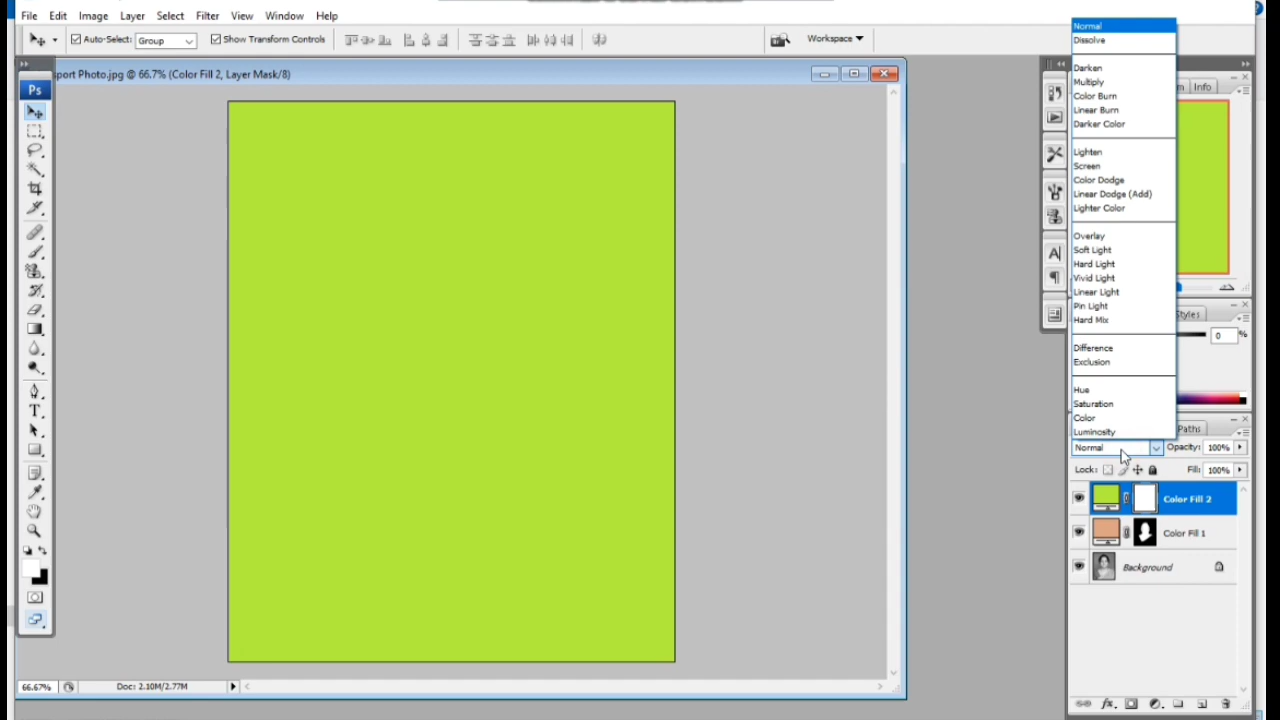 File Edit Image Layer Select Filter View Window Help
Auto-Select: Group Show Transform Controls Workspace
Ps
port Photo.jpg @ 66.7% (Color Fill 2, Layer Mask/8)
Info
Normal
Dissolve
Darken
Multiply
Color Burn
Linear Burn
Darker Color
Lighten
Screen
Color Dodge
Linear Dodge (Add)
Lighter Color
Overlay
Soft Light
Hard Light
Vivid Light
Linear Light
Pin Light
Hard Mix
Difference
Exclusion
Hue
Saturation
Color
Luminosity
Styles
0 %
Paths
Normal Opacity: 100%
Lock: Fill: 100%
Color Fill 2
Color Fill 1
Background
66.67% Doc: 2.10M/2.77M